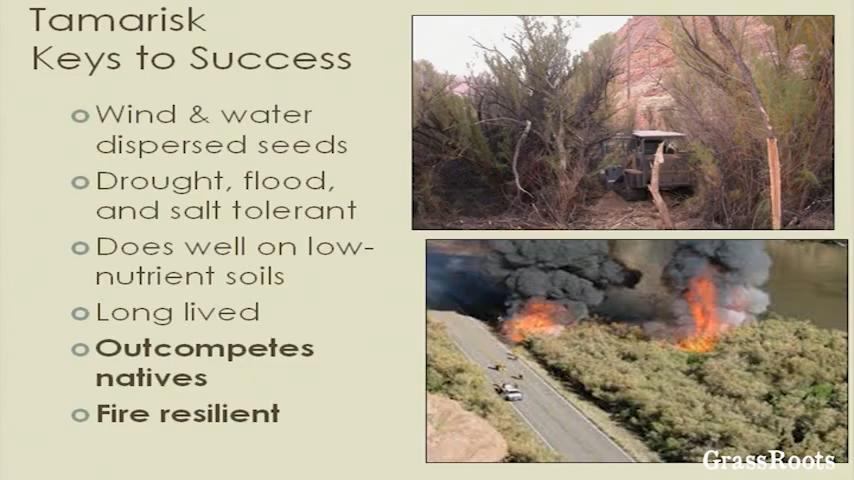 Tamarisk
Keys to Success
Wind & water
dispersed seeds
Drought, flood,
and salt tolerant
Does well on low-
nutrient soils
Long lived
Outcompetes
natives
Fire resilient
GrassRoots